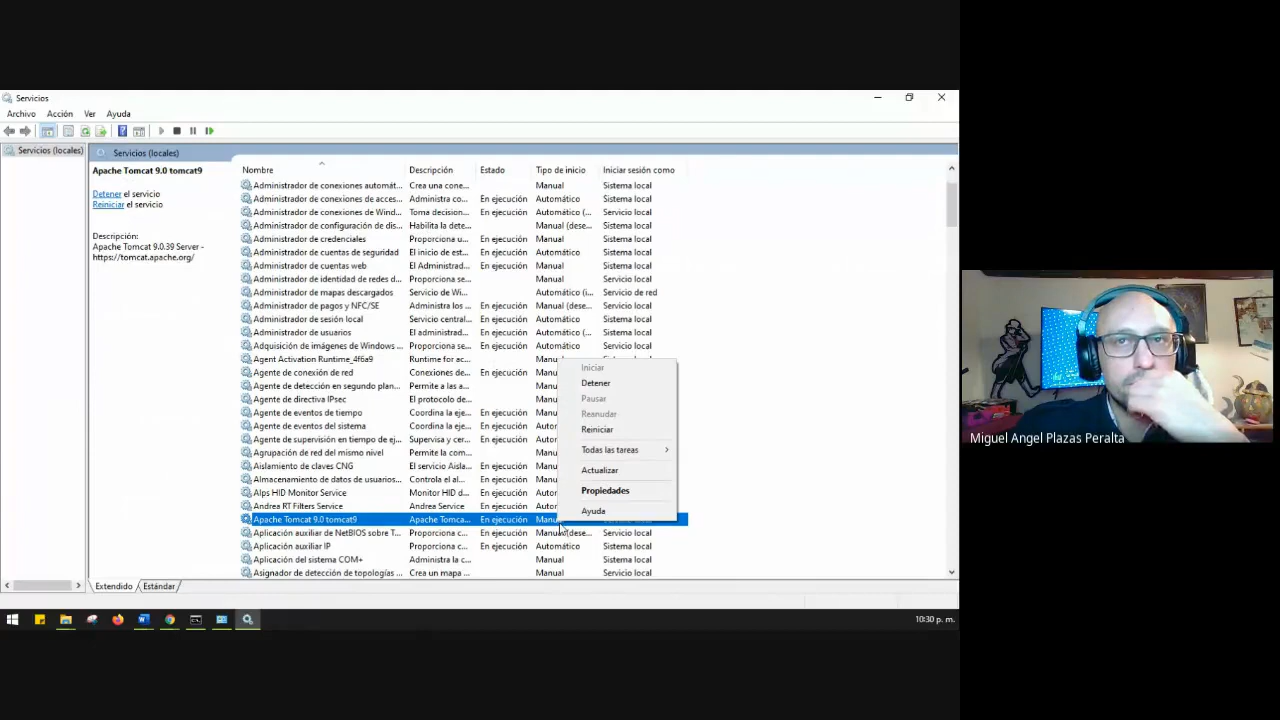 Servicios
Archivo Acción Ver Ayuda
Servicios (locales)
Servicios (locales)
Apache Tomcat 9.0 tomcat9
Detener el servicio
Reiniciar el servicio
Descripción:
Apache Tomcat 9.0.39 Server -
https://tomcat.apache.org/
Nombre Descripción Estado Tipo de inicio Iniciar sesión como
Administrador de conexiones automát... Crea una cone... Manual Sistema local
Administrador de conexiones de acces... Administra co... En ejecución Automático Sistema local
Administrador de conexiones de Wind... Toma decision... En ejecución Automático (... Servicio local
Administrador de configuración de dis... Habilita la dete... Manual (dese... Sistema local
Administrador de credenciales Proporciona u... En ejecución Manual Sistema local
Administrador de cuentas de seguridad El inicio de est... En ejecución Automático Sistema local
Administrador de cuentas web El Administrad... En ejecución Manual Sistema local
Administrador de identidad de redes d... Proporciona se... Manual Servicio local
Administrador de mapas descargados Servicio de Wi... Automático (i... Servicio de red
Administrador de pagos y NFC/SE Administra los ... En ejecución Manual (dese... Servicio local
Administrador de sesión local Servicio central... En ejecución Automático Sistema local
Administrador de usuarios El administrad... En ejecución Automático (... Sistema local
Adquisición de imágenes de Windows ... Proporciona se... En ejecución Automático Servicio local
Agent Activation Runtime_4f6a9 Runtime for ac...
Agente de conexión de red Conexiones de... En ejecución
Agente de detección en segundo plan... Permite a las a...
Agente de directiva IPsec El protocolo de...
Agente de eventos de tiempo Coordina la eje... En ejecución
Agente de eventos del sistema Coordina la eje... En ejecución
Agente de supervisión en tiempo de ej... Supervisa y cer...
Agrupación de red del mismo nivel Permite la com...
Aislamiento de claves CNG El servicio Aisla... En ejecución
Almacenamiento de datos de usuarios... Controla el al... En ejecución
Alps HID Monitor Service Monitor HID d... En ejecución
Andrea RT Filters Service Andrea Service En ejecución
Apache Tomcat 9.0 tomcat9 Apache Tomca... En ejecución
Aplicación auxiliar de NetBIOS sobre T... Proporciona c... En ejecución Manual (dese... Servicio local
Aplicación auxiliar IP Proporciona c... En ejecución Automático Sistema local
Aplicación del sistema COM+ Administra la c... Manual Sistema local
Asignador de detección de topologías ... Crea un mapa ... Manual Servicio local
Iniciar
Detener
Pausar
Reanudar
Reiniciar
Todas las tareas
Actualizar
Propiedades
Ayuda
Extendido Estándar
10:30 p. m.
Miguel Angel Plazas Peralta